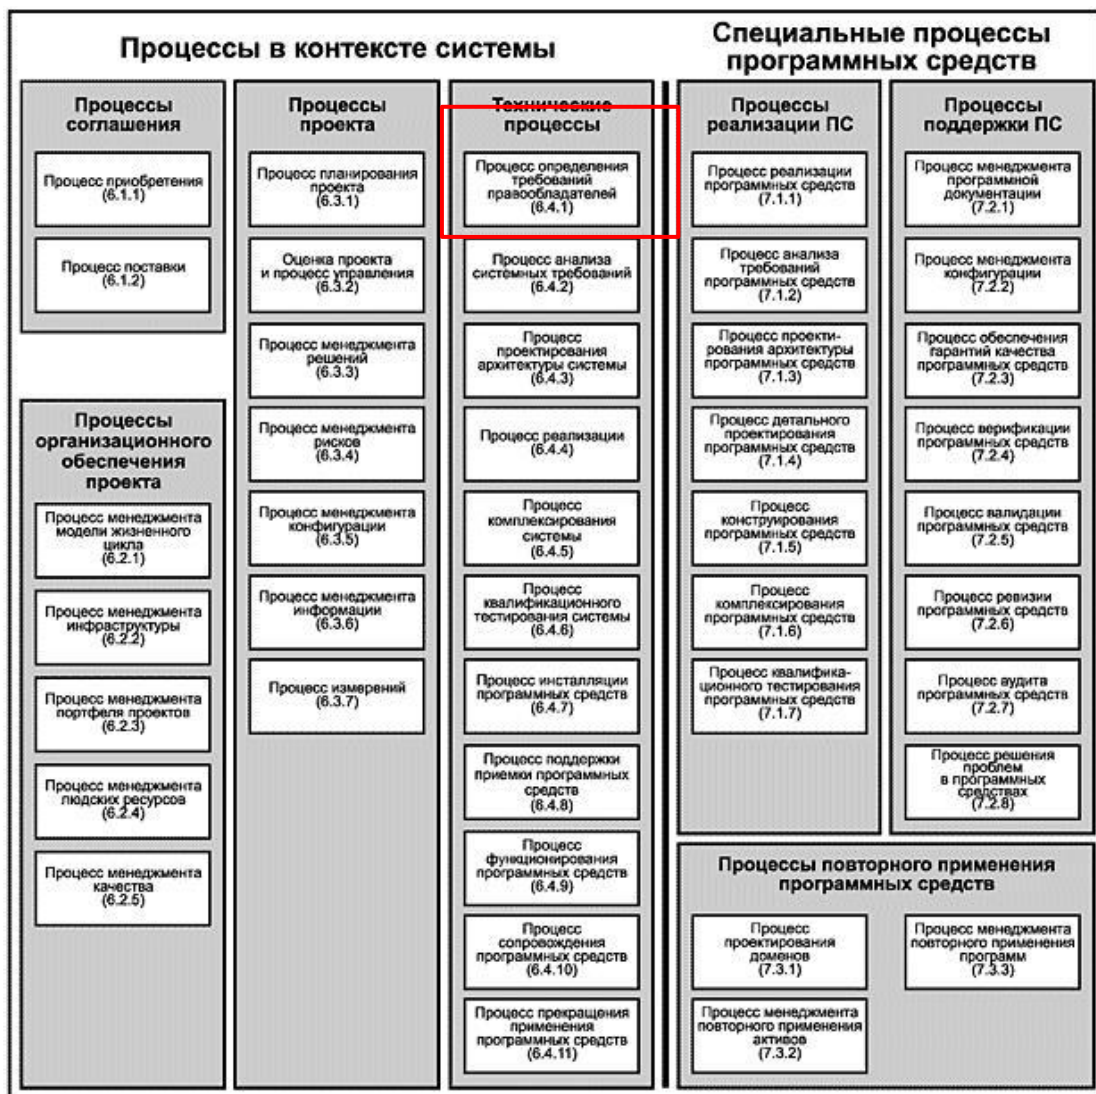 Процессы в контексте системы
Специальные процессы
программных средств
Процессы
соглашения
Процесс приобретения
(6.1.1)
Процесс поставки
(6.1.2)
Процессы
организационного
обеспечения
проекта
Процесс менеджмента
модели жизненного
цикла
(6.2.1)
Процесс менеджмента
инфраструктуры
(6.2.2)
Процесс менеджмента
портфеля проектов
(6.2.3)
Процесс менеджмента
людских ресурсов
(6.2.4)
Процесс менеджмента
качества
(6.2.5)
Процессы
проекта
Процесс планирования
проекта
(6.3.1)
Оценка проекта
и процесс управления
(6.3.2)
Процесс менеджмента
решений
(6.3.3)
Процесс менеджмента
рисков
(6.3.4)
Процесс менеджмента
конфигурации
(6.3.5)
Процесс менеджмента
информации
(6.3.6)
Процесс измерений
(6.3.7)
Технические
процессы
Процесс определения
требований
правообладателей
(6.4.1)
Процесс анализа
системных требований
(6.4.2)
Процесс
проектирования
архитектуры системы
(6.4.3)
Процесс реализации
(6.4.4)
Процесс
комплексирования
системы
(6.4.5)
Процесс
квалификационного
тестирования системы
(6.4.6)
Процесс инсталляции
программных средств
(6.4.7)
Процесс поддержки
приемки программных
средств
(6.4.8)
Процесс
функционирования
программных средств
(6.4.9)
Процесс
сопровождения
программных средств
(6.4.10)
Процесс прекращения
применения
программных средств
(6.4.11)
Процессы
реализации ПС
Процесс реализации
программных средств
(7.1.1)
Процесс анализа
требований
программных средств
(7.1.2)
Процесс проекти-
рования архитектуры
программных средств
(7.1.3)
Процесс детального
проектирования
программных средств
(7.1.4)
Процесс
конструирования
программных средств
(7.1.5)
Процесс
комплексирования
программных средств
(7.1.6)
Процесс квалифика-
ционного тестирования
программных средств
(7.1.7)
Процессы
поддержки ПС
Процесс менеджмента
программной
документации
(7.2.1)
Процесс менеджмента
конфигурации
(7.2.2)
Процесс обеспечения
гарантий качества
программных средств
(7.2.3)
Процесс верификации
программных средств
(7.2.4)
Процесс валидации
программных средств
(7.2.5)
Процесс ревизии
программных средств
(7.2.6)
Процесс аудита
программных средств
(7.2.7)
Процесс решения
проблем
в программных
средствах
(7.2.8)
Процессы повторного применения
программных средств
Процесс
проектирования
доменов
(7.3.1)
Процесс менеджмента
повторного применения
активов
(7.3.2)
Процесс менеджмента
повторного применения
программ
(7.3.3)